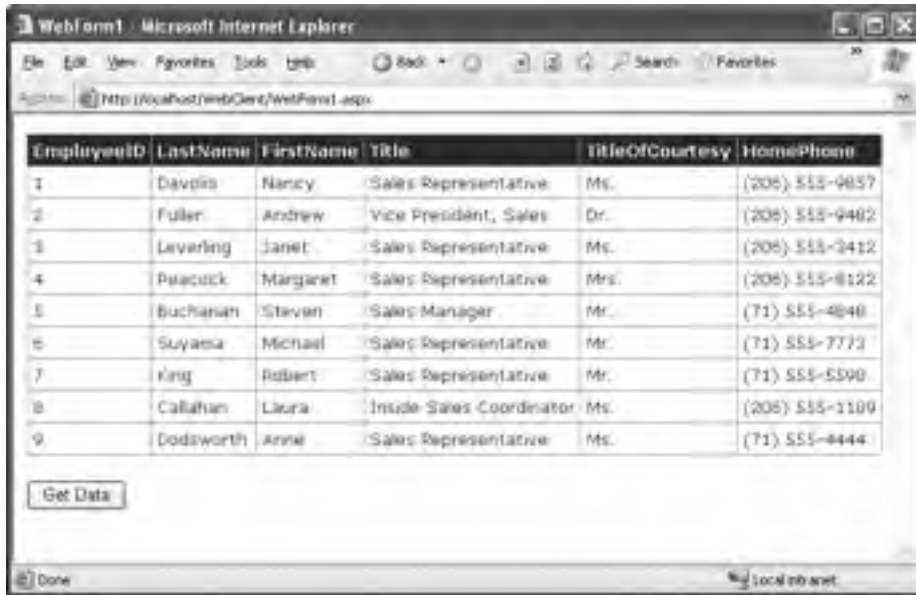 WebForm1 - Microsoft Internet Explorer
File Edit View Favorites Tools Help Back Search Favorites »
Address http://localhost/WebClient/WebForm1.aspx
EmployeeID LastName FirstName Title TitleOfCourtesy HomePhone
1 Davolio Nancy Sales Representative Ms. (206) 555-9857
2 Fuller Andrew Vice President, Sales Dr. (206) 555-9482
3 Leverling Janet Sales Representative Ms. (206) 555-3412
4 Peacock Margaret Sales Representative Mrs. (206) 555-8122
5 Buchanan Steven Sales Manager Mr. (71) 555-4848
6 Suyama Michael Sales Representative Mr. (71) 555-7773
7 King Robert Sales Representative Mr. (71) 555-5598
8 Callahan Laura Inside Sales Coordinator Ms. (206) 555-1189
9 Dodsworth Anne Sales Representative Ms. (71) 555-4444
Get Data
Done Local intranet